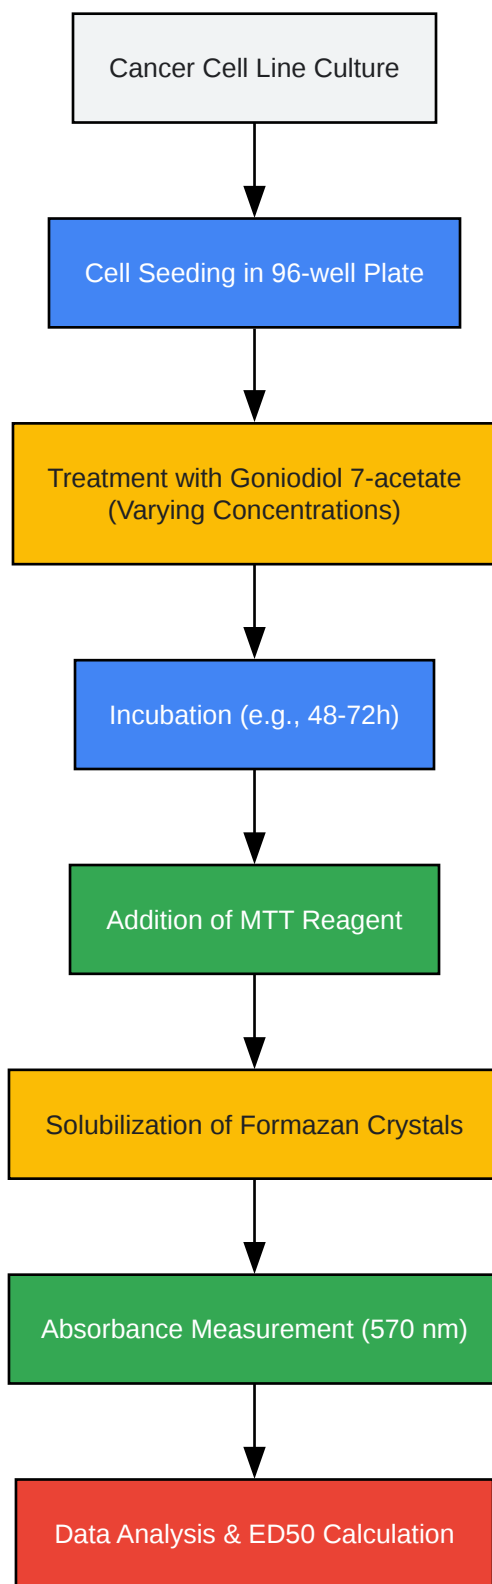 Cancer Cell Line Culture
Cell Seeding in 96-well Plate
Treatment with Goniodiol 7-acetate
(Varying Concentrations)
Incubation (e.g., 48-72h)
Addition of MTT Reagent
Solubilization of Formazan Crystals
Absorbance Measurement (570 nm)
Data Analysis & ED50 Calculation